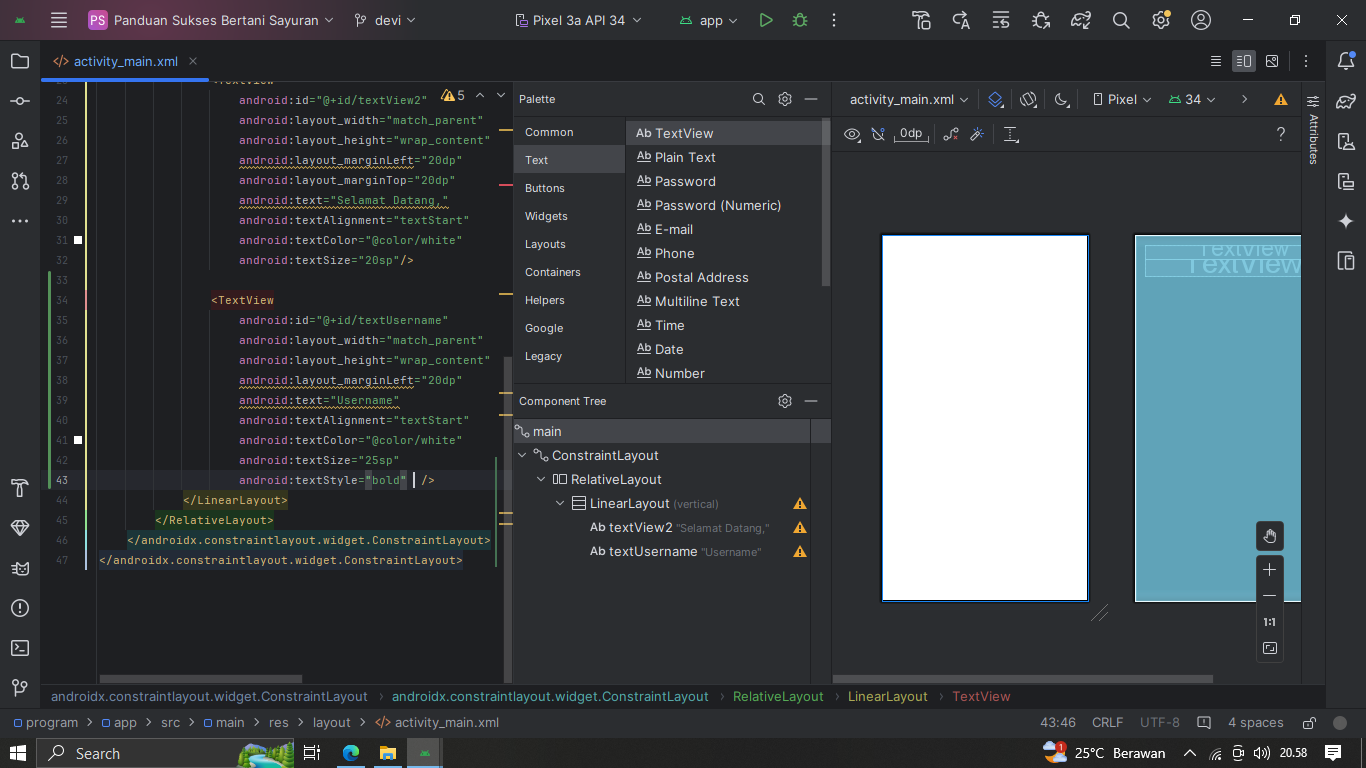 PS Panduan Sukses Bertani Sayuran devi Pixel 3a API 34 app
activity_main.xml
24 android:id="@+id/textView2" 5
25 android:layout_width="match_parent"
26 android:layout_height="wrap_content"
27 android:layout_marginLeft="20dp"
28 android:layout_marginTop="20dp"
29 android:text="Selamat Datang,"
30 android:textAlignment="textStart"
31 android:textColor="@color/white"
32 android:textSize="20sp"/>
33
34 <TextView
35 android:id="@+id/textUsername"
36 android:layout_width="match_parent"
37 android:layout_height="wrap_content"
38 android:layout_marginLeft="20dp"
39 android:text="Username"
40 android:textAlignment="textStart"
41 android:textColor="@color/white"
42 android:textSize="25sp"
43 android:textStyle="bold" />
44 </LinearLayout>
45 </RelativeLayout>
46 </androidx.constraintlayout.widget.ConstraintLayout>
47 </androidx.constraintlayout.widget.ConstraintLayout>
Palette
Common
Text
Buttons
Widgets
Layouts
Containers
Helpers
Google
Legacy
Ab TextView
Ab Plain Text
Ab Password
Ab Password (Numeric)
Ab E-mail
Ab Phone
Ab Postal Address
Ab Multiline Text
Ab Time
Ab Date
Ab Number
Component Tree
main
ConstraintLayout
RelativeLayout
LinearLayout (vertical)
Ab textView2 "Selamat Datang,"
Ab textUsername "Username"
activity_main.xml Pixel 34
0dp ?
TextView
TextView
1:1
Attributes
androidx.constraintlayout.widget.ConstraintLayout androidx.constraintlayout.widget.ConstraintLayout RelativeLayout LinearLayout TextView
program app src main res layout activity_main.xml 43:46 CRLF UTF-8 4 spaces
Search 1 25°C Berawan 20.58